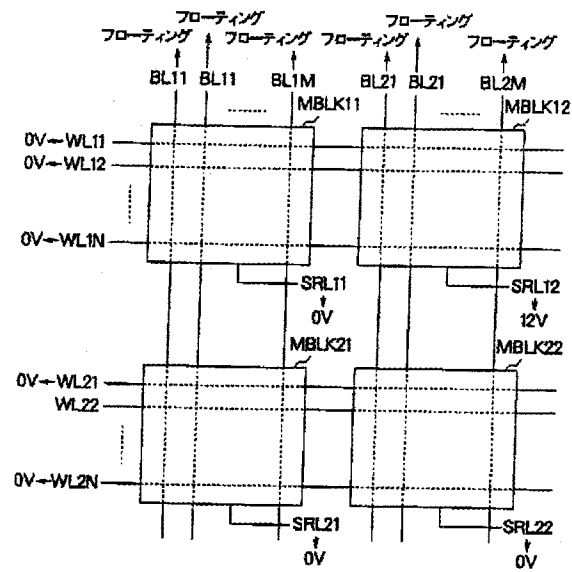 フローティング フローティング
フローティング フローティング フローティング フローティング
BL11 BL11 BL1M BL21 BL21 BL2M
MBLK11 MBLK12
0V WL11
0V WL12
0V WL1N
SRL11 SRL12
0V 12V
MBLK21 MBLK22
0V WL21
WL22
0V WL2N
SRL21 SRL22
0V 0V